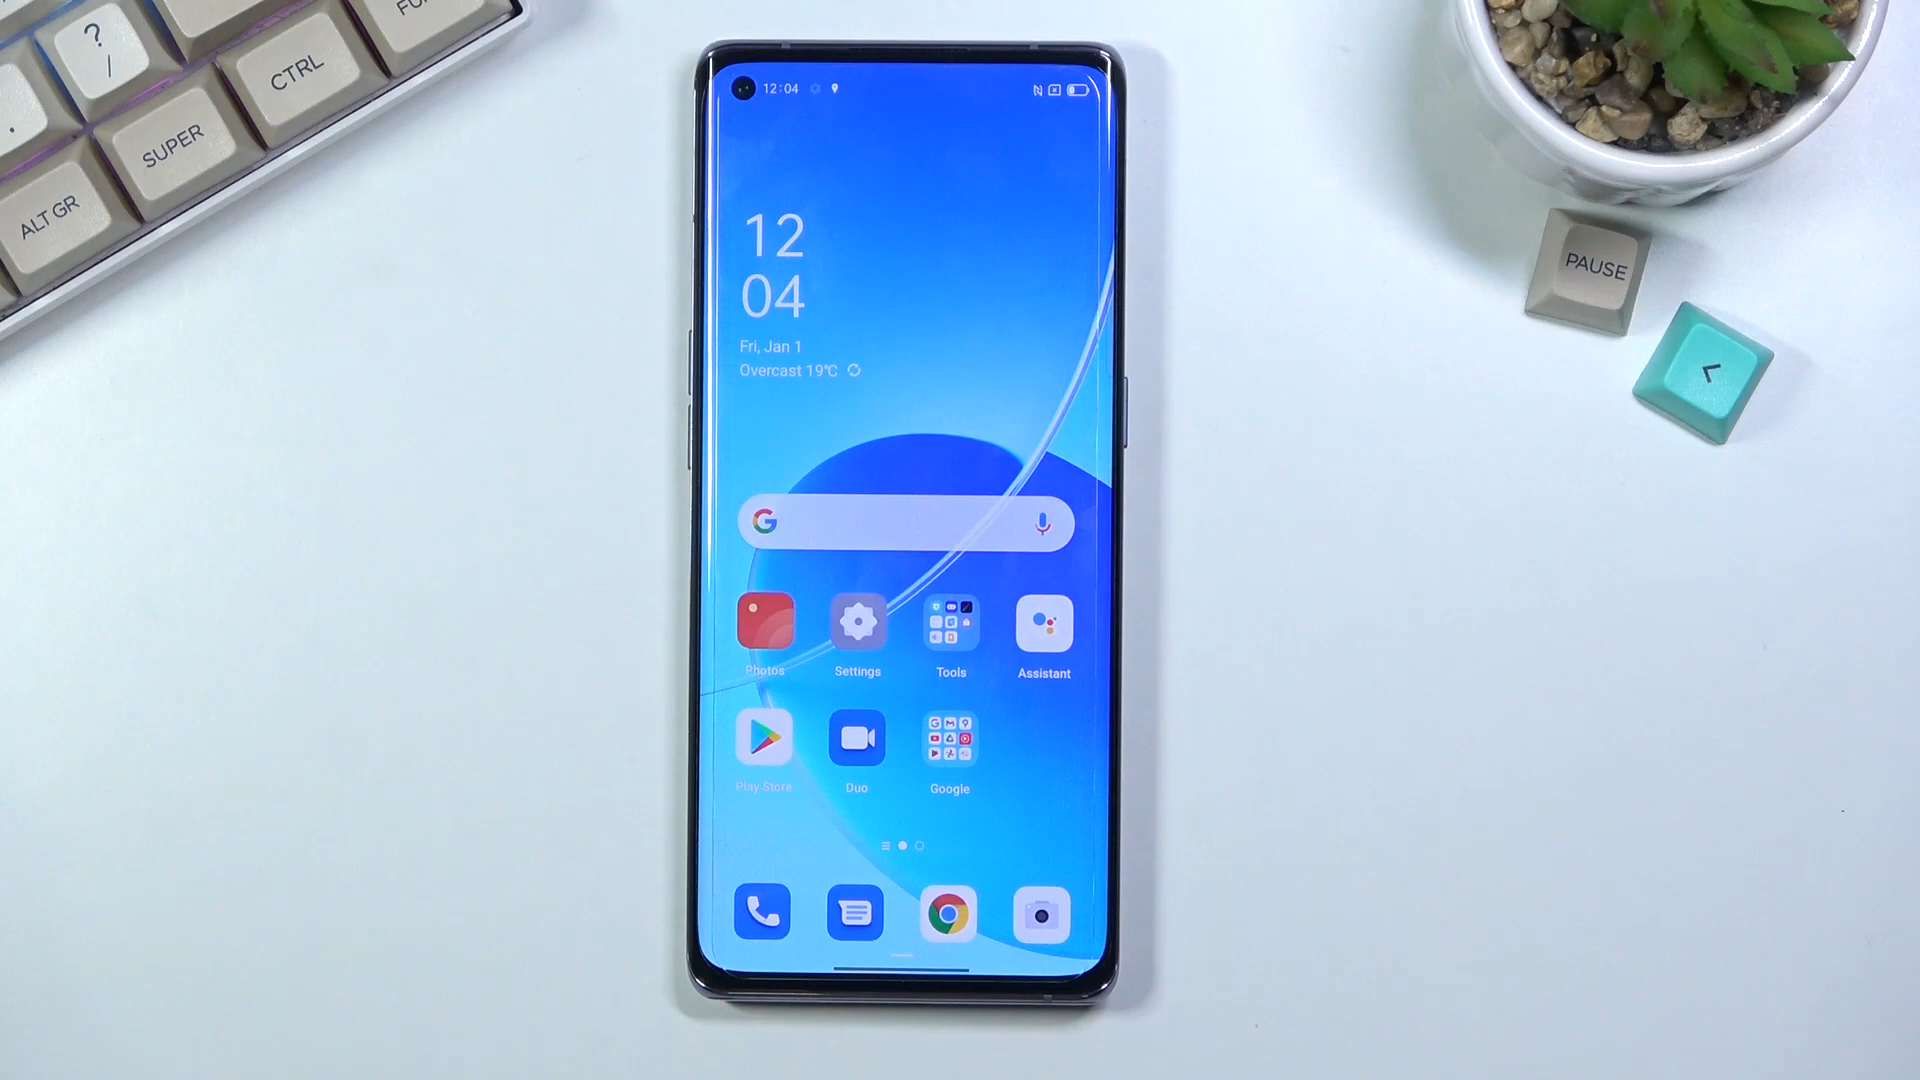 ?
/
.
CTRL
SUPER
ALT GR
12:04
12
04
Fri, Jan 1
Overcast 19°C
G
Photos
Settings
Tools
Assistant
Play Store
Duo
Google
PAUSE
<